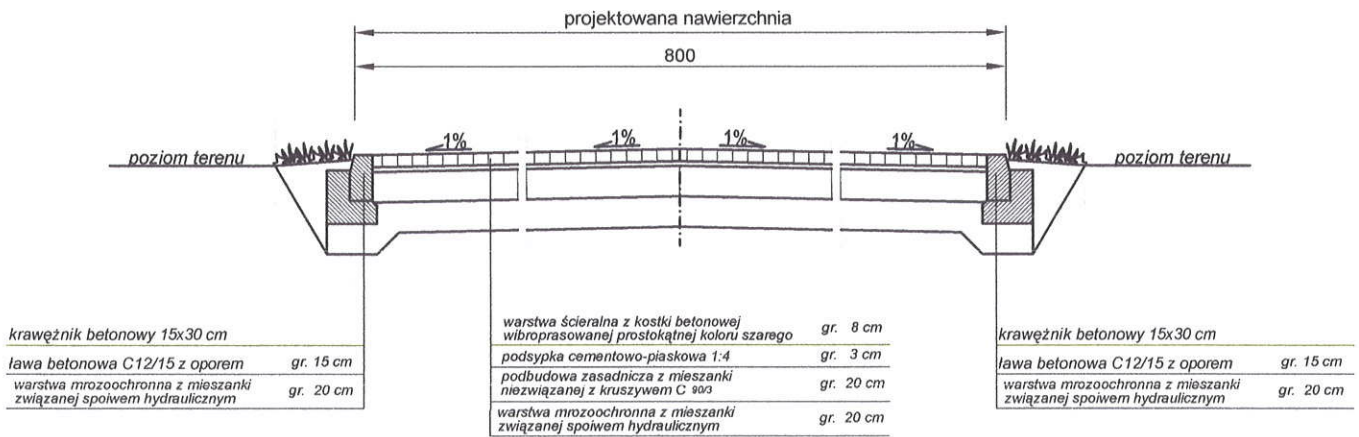 projektowana nawierzchnia
800
1% 1% 1% 1%
poziom terenu poziom terenu
krawężnik betonowy 15x30 cm
ława betonowa C12/15 z oporem gr. 15 cm
warstwa mrozoochronna z mieszanki
związanej spoiwem hydraulicznym gr. 20 cm
warstwa ścieralna z kostki betonowej
wibroprasowanej prostokątnej koloru szarego gr. 8 cm
podsypka cementowo-piaskowa 1:4 gr. 3 cm
podbudowa zasadnicza z mieszanki
niezwiązanej z kruszywem C 90/3 gr. 20 cm
warstwa mrozoochronna z mieszanki
związanej spoiwem hydraulicznym gr. 20 cm
krawężnik betonowy 15x30 cm
ława betonowa C12/15 z oporem gr. 15 cm
warstwa mrozoochronna z mieszanki
związanej spoiwem hydraulicznym gr. 20 cm